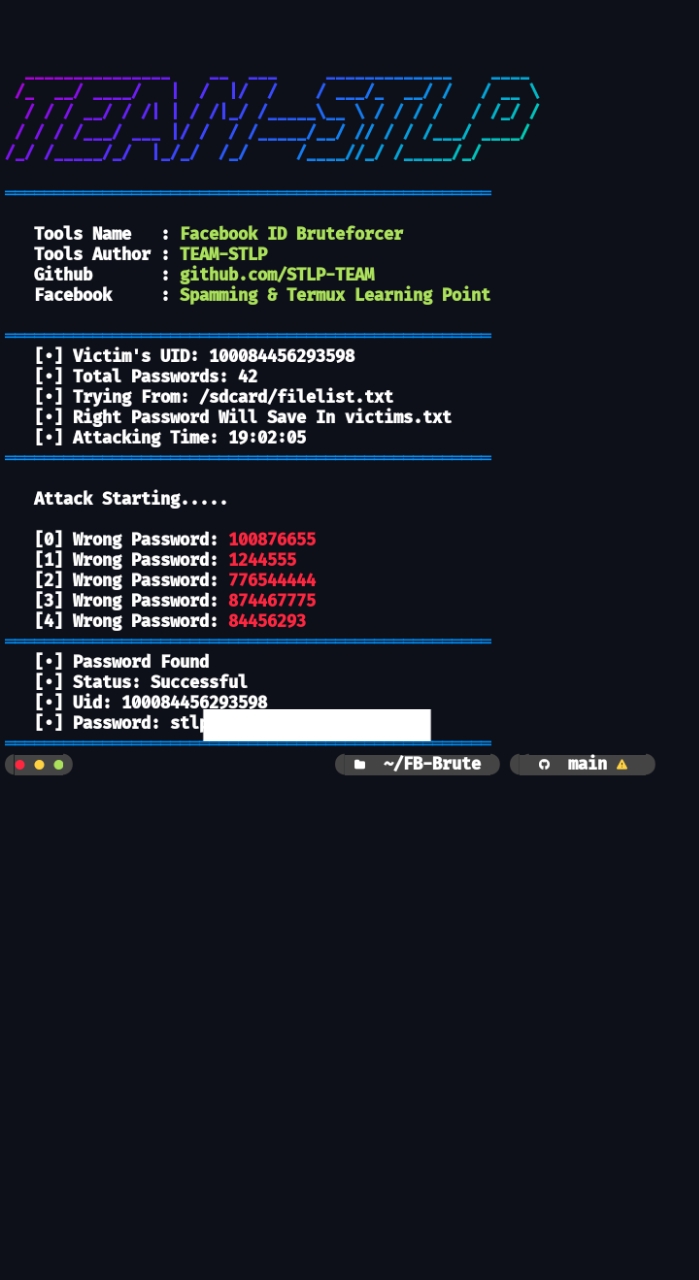 TEAM-STLP
Tools Name : Facebook ID Bruteforcer
Tools Author : TEAM-STLP
Github : github.com/STLP-TEAM
Facebook : Spamming & Termux Learning Point
[•] Victim's UID: 100084456293598
[•] Total Passwords: 42
[•] Trying From: /sdcard/filelist.txt
[•] Right Password Will Save In victims.txt
[•] Attacking Time: 19:02:05
Attack Starting.....
[0] Wrong Password: 100876655
[1] Wrong Password: 1244555
[2] Wrong Password: 776544444
[3] Wrong Password: 874467775
[4] Wrong Password: 84456293
[•] Password Found
[•] Status: Successful
[•] Uid: 100084456293598
[•] Password:
~/FB-Brute main